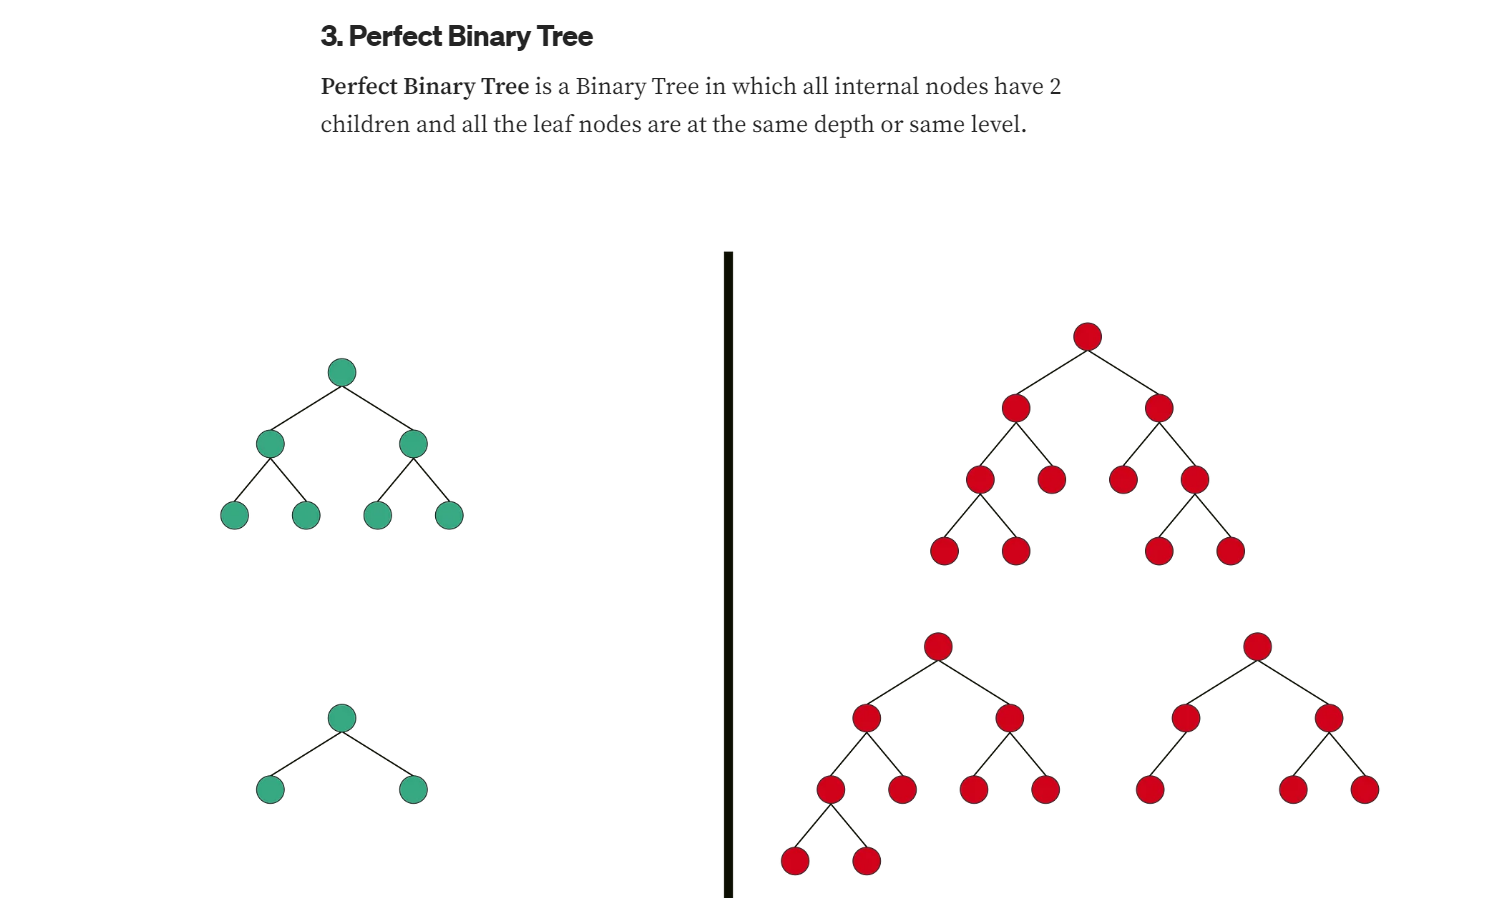 3. Perfect Binary Tree
Perfect Binary Tree is a Binary Tree in which all internal nodes have 2
children and all the leaf nodes are at the same depth or same level.